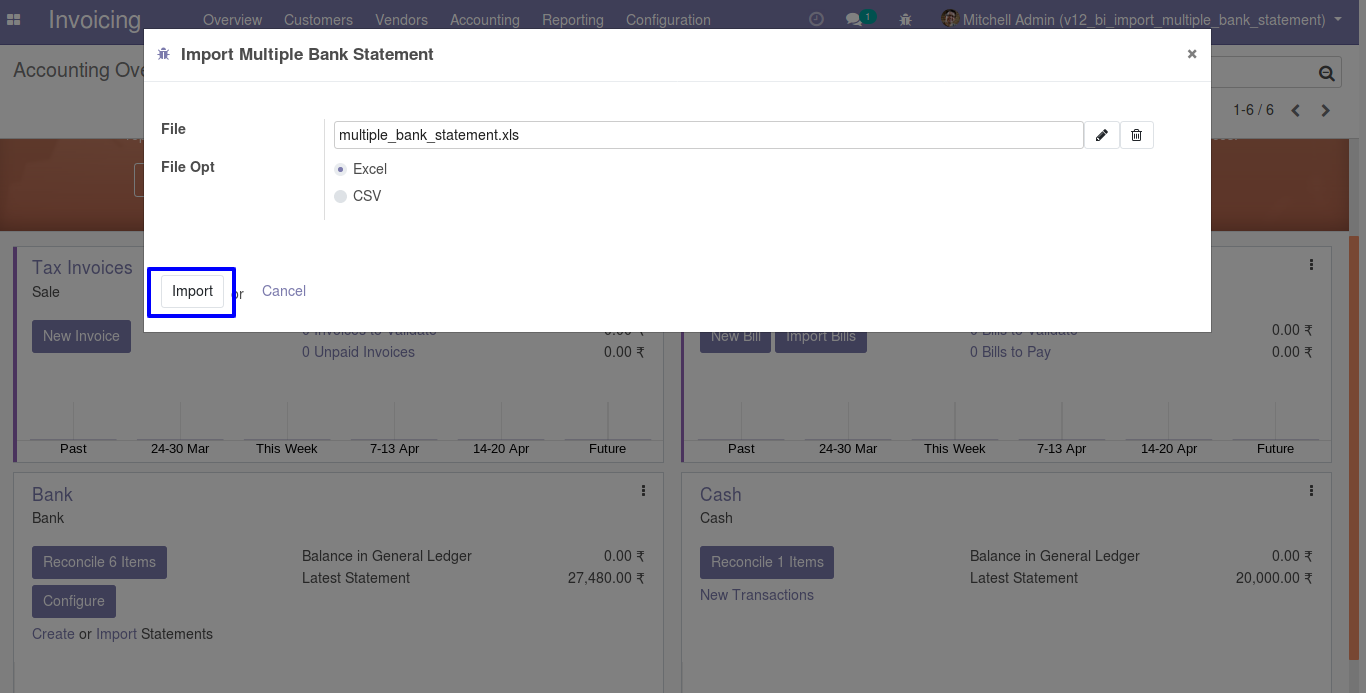 Invoicing Overview Customers Vendors Accounting Reporting Configuration 1 Mitchell Admin (v12_bi_import_multiple_bank_statement)
Import Multiple Bank Statement ×
Accounting Ove
1-6 / 6
File multiple_bank_statement.xls
File Opt Excel
CSV
Import or Cancel
Tax Invoices
Sale
New Invoice 0 Invoices to Validate 0.00 ₹
0 Unpaid Invoices 0.00 ₹
Past 24-30 Mar This Week 7-13 Apr 14-20 Apr Future
New Bill Import Bills 0 Bills to Validate 0.00 ₹
0 Bills to Pay 0.00 ₹
Past 24-30 Mar This Week 7-13 Apr 14-20 Apr Future
Bank
Bank
Reconcile 6 Items Balance in General Ledger 0.00 ₹
Latest Statement 27,480.00 ₹
Configure
Create or Import Statements
Cash
Cash
Reconcile 1 Items Balance in General Ledger 0.00 ₹
Latest Statement 20,000.00 ₹
New Transactions